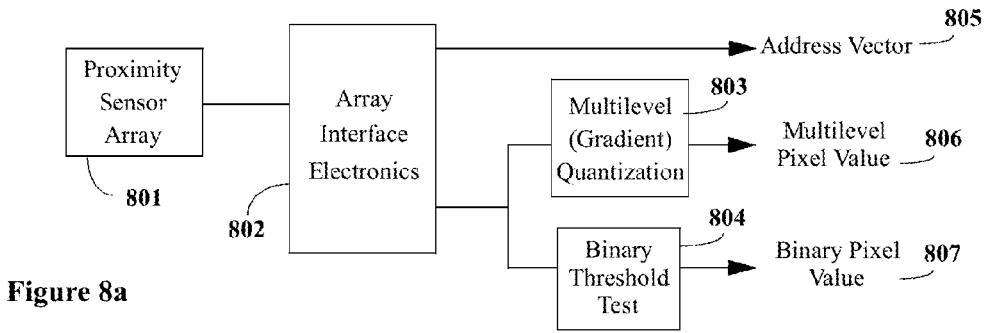 Proximity
Sensor
Array
801
Array
Interface
Electronics
802
805
Address Vector
803
Multilevel
(Gradient)
Quantization
Multilevel
Pixel Value
806
804
Binary
Threshold
Test
Binary Pixel
Value
807
Figure 8a